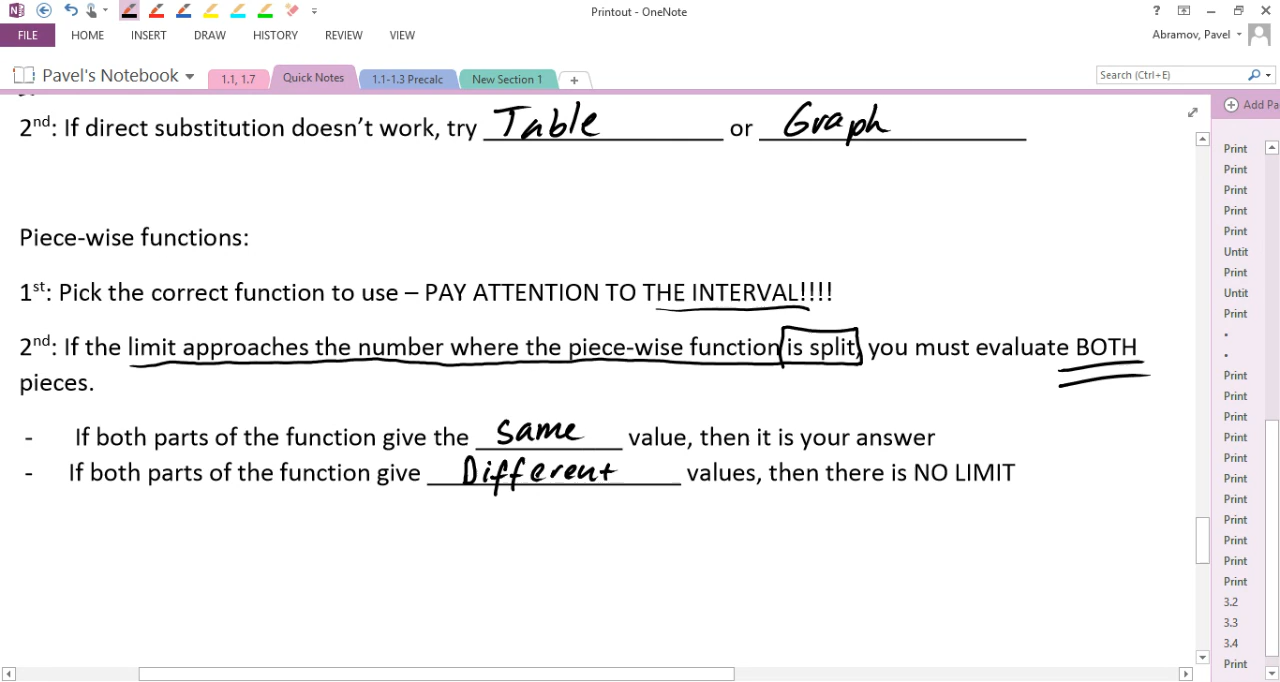 Printout - OneNote
?
FILE HOME INSERT DRAW HISTORY REVIEW VIEW
Abramov, Pavel
Pavel's Notebook
1.1, 1.7
Quick Notes
1.1-1.3 Precalc
New Section 1
+
Search (Ctrl+E)
2nd: If direct substitution doesn't work, try Table or Graph
Piece-wise functions:
1st: Pick the correct function to use – PAY ATTENTION TO THE INTERVAL!!!!
2nd: If the limit approaches the number where the piece-wise function is split, you must evaluate BOTH
pieces.
- If both parts of the function give the same value, then it is your answer
- If both parts of the function give Different values, then there is NO LIMIT
Add Pa
Print
Print
Print
Print
Print
Untit
Print
Untit
Print
Print
Print
Print
Print
Print
Print
Print
Print
Print
Print
Print
3.2
3.3
3.4
Print